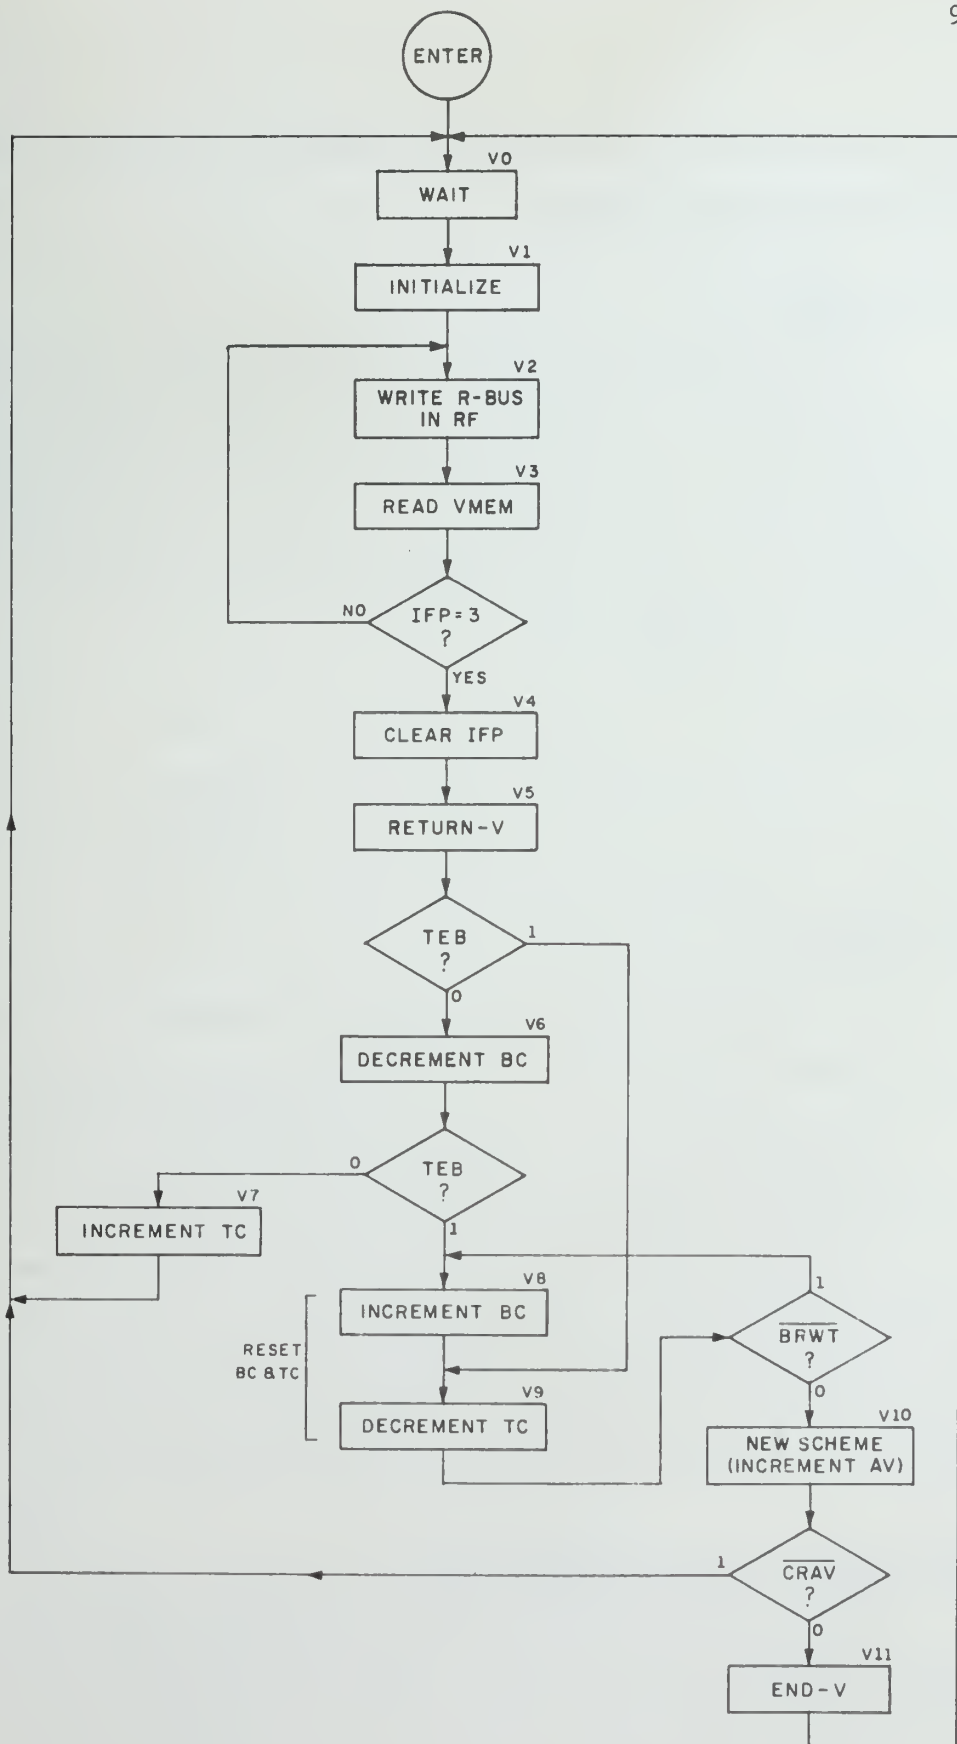 9
ENTER
V0
WAIT
V1
INITIALIZE
V2
WRITE R-BUS
IN RF
V3
READ VMEM
IFP=3
?
NO
YES
V4
CLEAR IFP
V5
RETURN-V
TEB
?
1
0
V6
DECREMENT BC
TEB
?
0
1
V7
INCREMENT TC
V8
INCREMENT BC
RESET
BC & TC
V9
DECREMENT TC
1
BRWT
?
0
V10
NEW SCHEME
(INCREMENT AV)
1
CRAV
?
0
V11
END-V